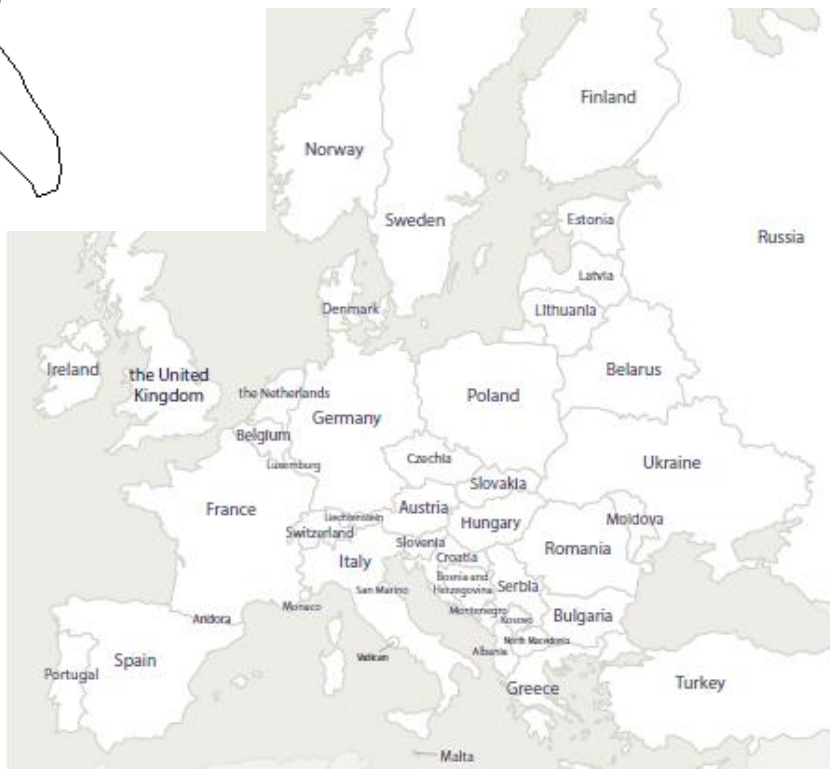 Finland
Norway
Sweden
Estonia
Russia
Latvia
Denmark
Lithuania
Ireland
the United
Kingdom
Belarus
the Netherlands
Poland
Germany
Belgium
Czechia
Ukraine
Luxemburg
Slovakia
France
Austria
Liechtenstein
Hungary
Moldova
Switzerland
Slovenia
Romania
Croatia
Italy
Bosnia and
Herzegovina
Serbia
San Marino
Monaco
Montenegro
Andora
Kosovo
Bulgaria
North Macedonia
Albania
Vatican
Spain
Portugal
Greece
Turkey
Malta